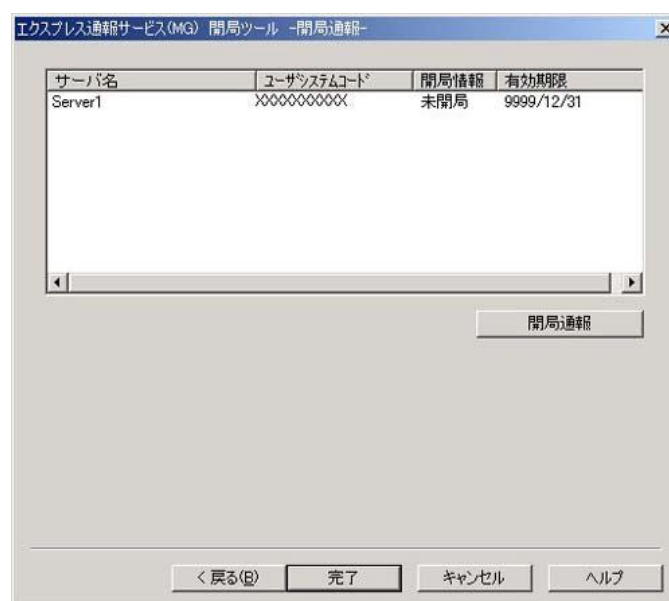 エクスプレス通報サービス(MG) 開局ツール -開局通報-
サーバ名 ユーザシステムコード 開局情報 有効期限
Server1 XXXXXXXXXX 未開局 9999/12/31
開局通報
< 戻る(B) 完了 キャンセル ヘルプ